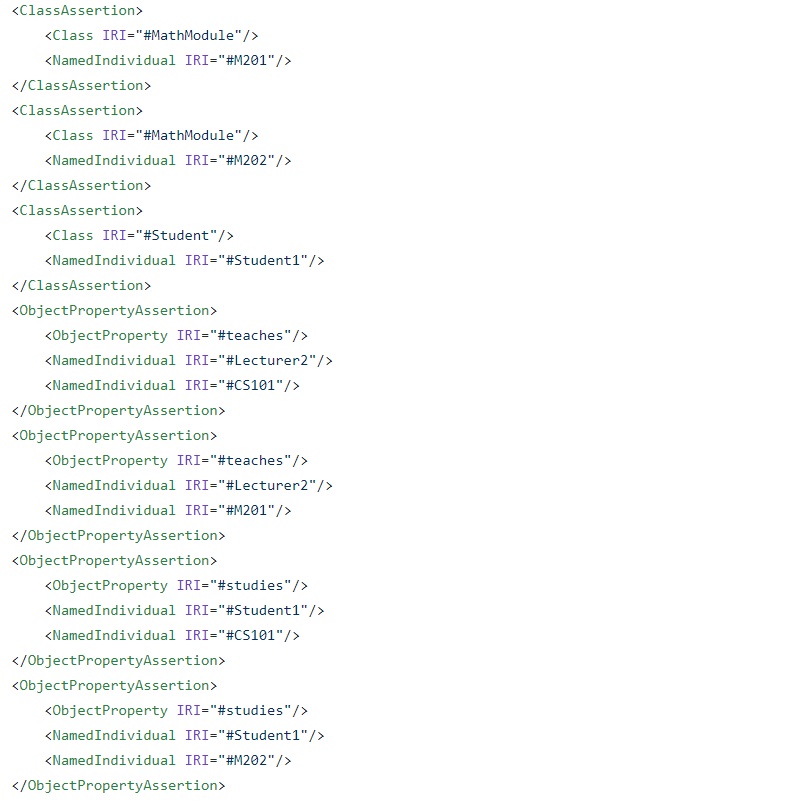 <ClassAssertion>
    <Class IRI="#MathModule"/>
    <NamedIndividual IRI="#M201"/>
</ClassAssertion>
<ClassAssertion>
    <Class IRI="#MathModule"/>
    <NamedIndividual IRI="#M202"/>
</ClassAssertion>
<ClassAssertion>
    <Class IRI="#Student"/>
    <NamedIndividual IRI="#Student1"/>
</ClassAssertion>
<ObjectPropertyAssertion>
    <ObjectProperty IRI="#teaches"/>
    <NamedIndividual IRI="#Lecturer2"/>
    <NamedIndividual IRI="#CS101"/>
</ObjectPropertyAssertion>
<ObjectPropertyAssertion>
    <ObjectProperty IRI="#teaches"/>
    <NamedIndividual IRI="#Lecturer2"/>
    <NamedIndividual IRI="#M201"/>
</ObjectPropertyAssertion>
<ObjectPropertyAssertion>
    <ObjectProperty IRI="#studies"/>
    <NamedIndividual IRI="#Student1"/>
    <NamedIndividual IRI="#CS101"/>
</ObjectPropertyAssertion>
<ObjectPropertyAssertion>
    <ObjectProperty IRI="#studies"/>
    <NamedIndividual IRI="#Student1"/>
    <NamedIndividual IRI="#M202"/>
</ObjectPropertyAssertion>